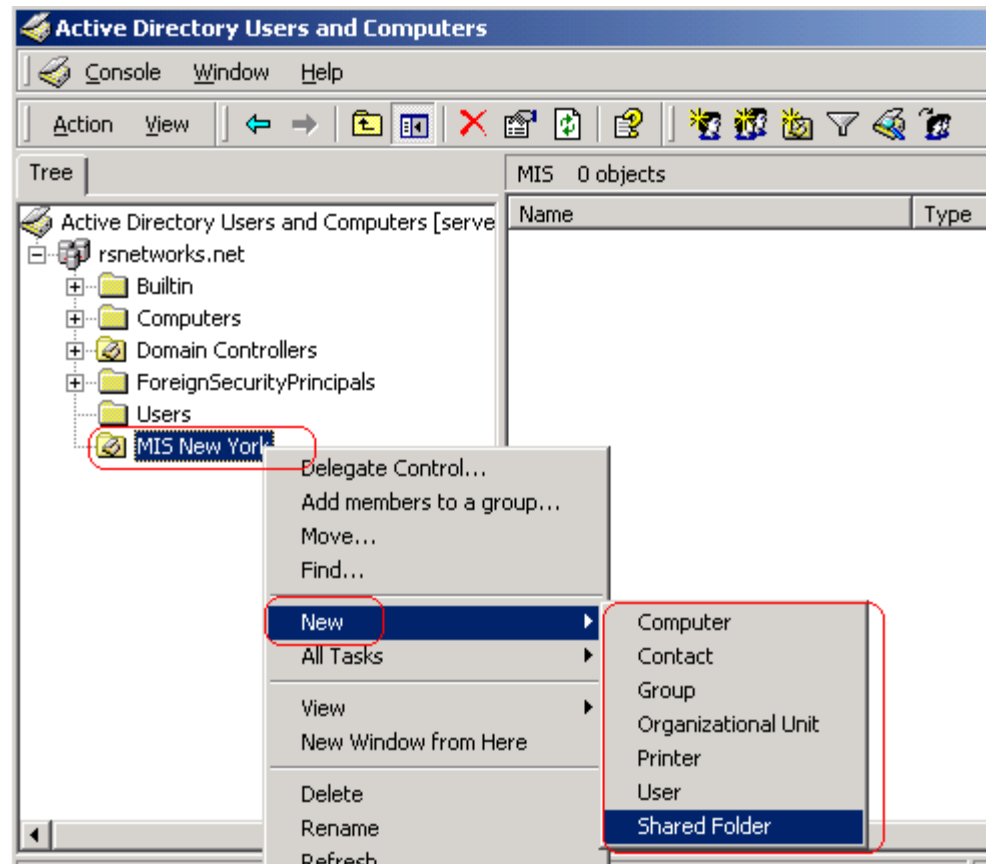 Active Directory Users and Computers
Console Window Help
Action View
Tree
MIS 0 objects
Name Type
Active Directory Users and Computers [serve
rsnetworks.net
Builtin
Computers
Domain Controllers
ForeignSecurityPrincipals
Users
MIS New York
Delegate Control...
Add members to a group...
Move...
Find...
New
All Tasks
View
New Window from Here
Delete
Rename
Refresh
Computer
Contact
Group
Organizational Unit
Printer
User
Shared Folder